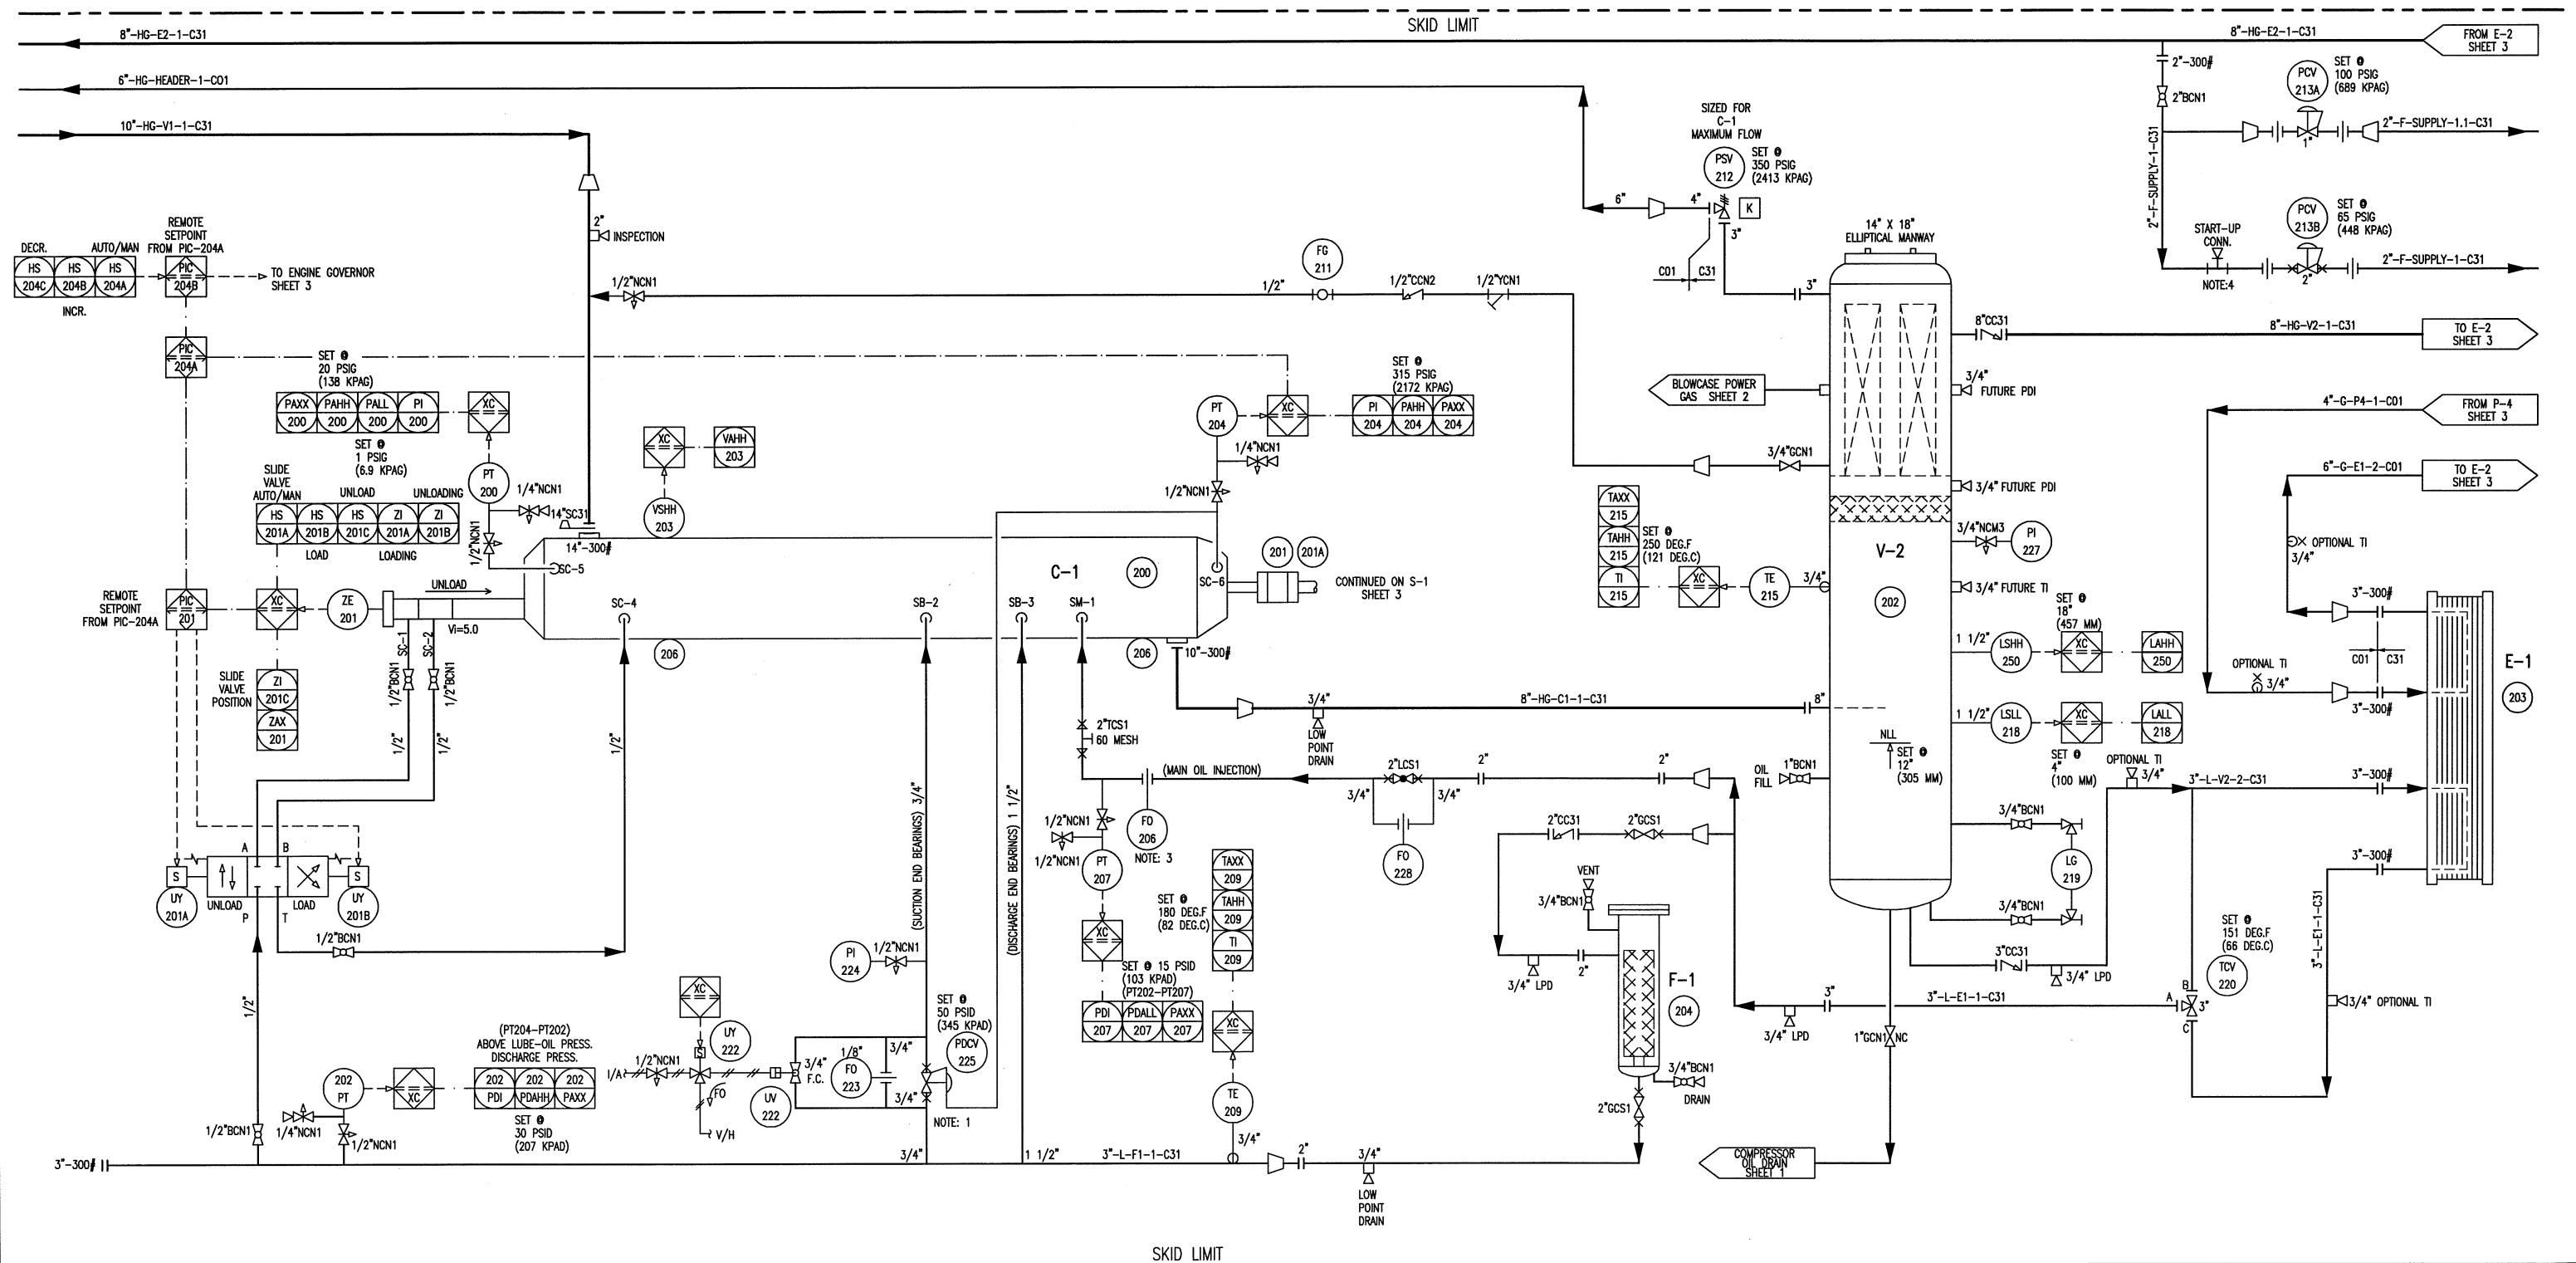 SKID LIMIT
8"-HG-E2-1-C31
8"-HG-E2-1-C31
FROM E-2
SHEET 3
6"-HG-HEADER-1-C01
10"-HG-V1-1-C31
2"-300#
2"BCN1
PCV
213A
SET @
100 PSIG
(689 KPAG)
1"
2"-F-SUPPLY-1.1-C31
2"-F-SUPPLY-1-C31
START-UP
CONN.
NOTE:4
PCV
213B
SET @
65 PSIG
(448 KPAG)
2"
2"-F-SUPPLY-1-C31
SIZED FOR
C-1
MAXIMUM FLOW
PSV
212
SET @
350 PSIG
(2413 KPAG)
6"
4"
K
3"
C01
C31
3"
14" X 18"
ELLIPTICAL MANWAY
2"
INSPECTION
DECR.
AUTO/MAN
REMOTE
SETPOINT
FROM PIC-204A
HS
204C
HS
204B
HS
204A
INCR.
PIC
204B
TO ENGINE GOVERNOR
SHEET 3
PIC
204A
1/2"NCN1
1/2"
FG
211
1/2"CCN2
1/2"YCN1
8"CC31
8"-HG-V2-1-C31
TO E-2
SHEET 3
SET @
20 PSIG
(138 KPAG)
PAXX
200
PAHH
200
PALL
200
PI
200
XC
SET @
1 PSIG
(6.9 KPAG)
PT
200
1/4"NCN1
1/2"NCN1
14"SC31
14"-300#
SC-5
XC
VAHH
203
VSHH
203
PT
204
XC
SET @
315 PSIG
(2172 KPAG)
PI
204
PAHH
204
PAXX
204
1/4"NCN1
1/2"NCN1
BLOWCASE POWER
GAS SHEET 2
3/4"
FUTURE PDI
3/4"GCN1
3/4" FUTURE PDI
4"-G-P4-1-C01
FROM P-4
SHEET 3
6"-G-E1-2-C01
TO E-2
SHEET 3
SLIDE
VALVE
AUTO/MAN
UNLOAD
UNLOADING
HS
201A
HS
201B
HS
201C
ZI
201A
ZI
201B
LOAD
LOADING
REMOTE
SETPOINT
FROM PIC-204A
PIC
201
XC
ZE
201
UNLOAD
Vi=5.0
SC-1
SC-2
1/2"BCN1
1/2"BCN1
1/2"
1/2"
SLIDE
VALVE
POSITION
ZI
201C
ZAX
201
SC-4
206
SB-2
SB-3
SM-1
C-1
200
206
SC-6
201
201A
CONTINUED ON S-1
SHEET 3
10"-300#
TAXX
215
TAHH
215
TI
215
SET @
250 DEG.F
(121 DEG.C)
XC
TE
215
3/4"
V-2
202
3/4"NCM3
PI
227
3/4" FUTURE TI
SET @
18"
(457 MM)
1 1/2"
LSHH
250
XC
LAHH
250
1 1/2"
LSLL
218
XC
LALL
218
SET @
4"
(100 MM)
OPTIONAL TI
3/4"
3"-300#
C01
C31
OPTIONAL TI
3/4"
3"-300#
E-1
203
3/4"
LOW
POINT
DRAIN
8"-HG-C1-1-C31
8"
NLL
SET @
12"
(305 MM)
2"TCS1
60 MESH
(MAIN OIL INJECTION)
2"LCS1
3/4"
3/4"
FO
228
2"
2"
OIL
FILL
1"BCN1
OPTIONAL TI
3/4"
3"-L-V2-2-C31
3"-300#
3"-300#
1/2"NCN1
1/2"NCN1
FO
206
NOTE: 3
PT
207
XC
SET @ 15 PSID
(103 KPAD)
(PT202-PT207)
PDI
207
PDALL
207
PAXX
207
TAXX
209
TAHH
209
TI
209
SET @
180 DEG.F
(82 DEG.C)
XC
TE
209
3/4"
2"CC31
2"GCS1
VENT
3/4"BCN1
3/4" LPD
2"
F-1
204
3/4"BCN1
DRAIN
2"GCS1
3/4"BCN1
LG
219
3/4"BCN1
3"CC31
3/4" LPD
3"
3"-L-E1-1-C31
3/4" LPD
1"GCN1
NC
SET @
151 DEG.F
(66 DEG.C)
TCV
220
A
B
C
3"
3"-L-E1-1-C31
3/4" OPTIONAL TI
A
B
S
S
UY
201A
UY
201B
UNLOAD
LOAD
P
T
1/2"BCN1
1/2"
1/2"
1/2"BCN1
(SUCTION END BEARINGS) 3/4"
(DISCHARGE END BEARINGS) 1 1/2"
PI
224
1/2"NCN1
SET @
50 PSID
(345 KPAD)
PDCV
225
NOTE: 1
XC
UY
222
S
I/A
1/2"NCN1
FO
V/H
3/4"
F.C.
UV
222
1/8"
FO
223
3/4"
3/4"
(PT204-PT202)
ABOVE LUBE-OIL PRESS.
DISCHARGE PRESS.
202
PT
XC
202
PDI
202
PDAHH
202
PAXX
SET @
30 PSID
(207 KPAD)
1/4"NCN1
1/2"NCN1
3"-300#
3/4"
1 1/2"
3"-L-F1-1-C31
2"
3/4"
LOW
POINT
DRAIN
COMPRESSOR
OIL DRAIN
SHEET 1
SKID LIMIT